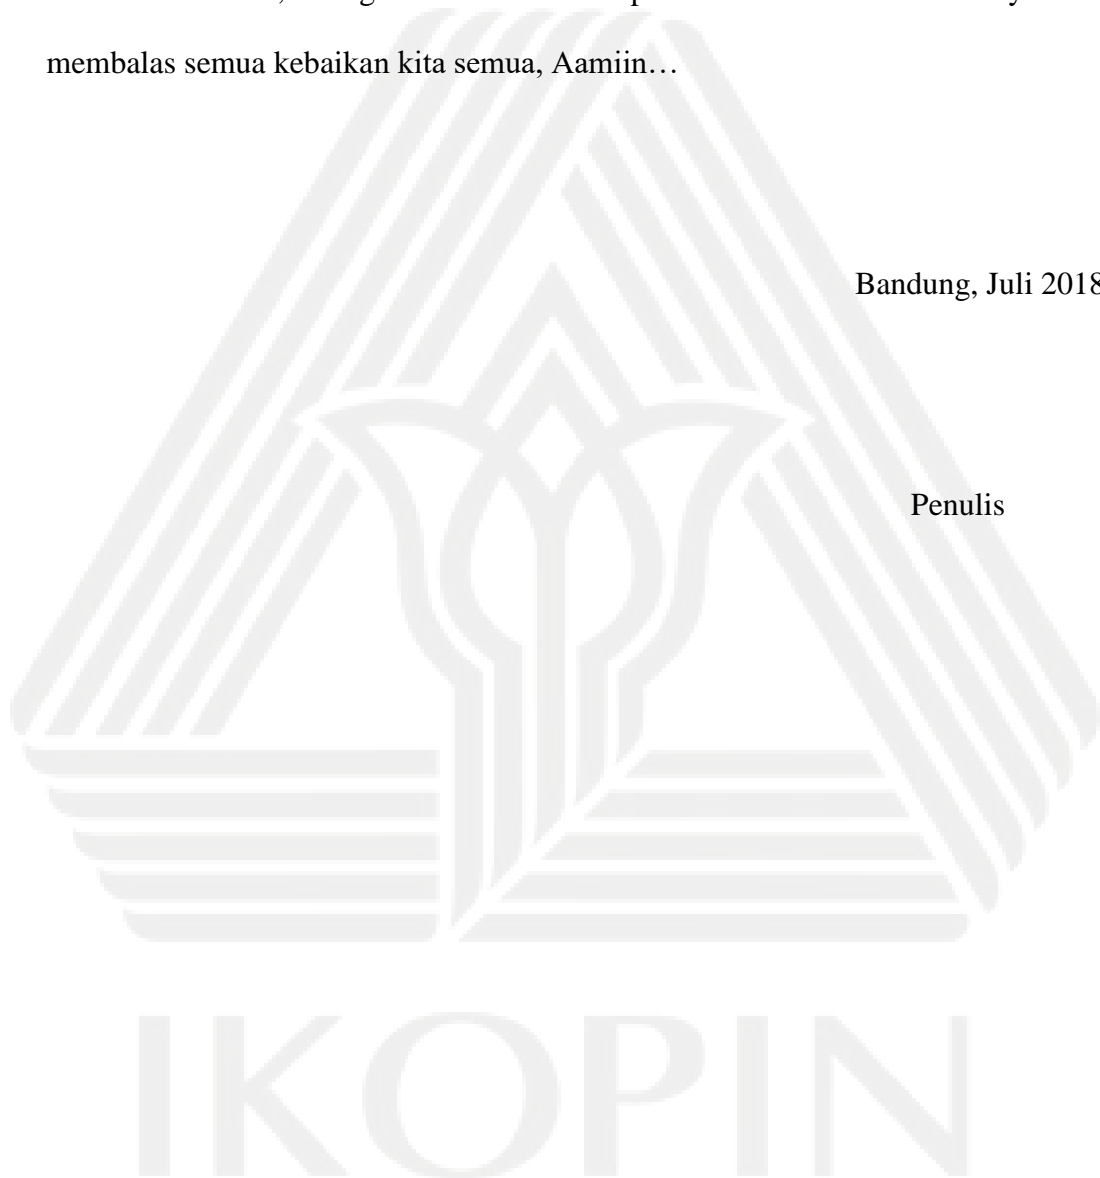 membalas semua kebaikan kita semua, Aamiin…
Bandung, Juli 2018
Penulis
IKOPIN